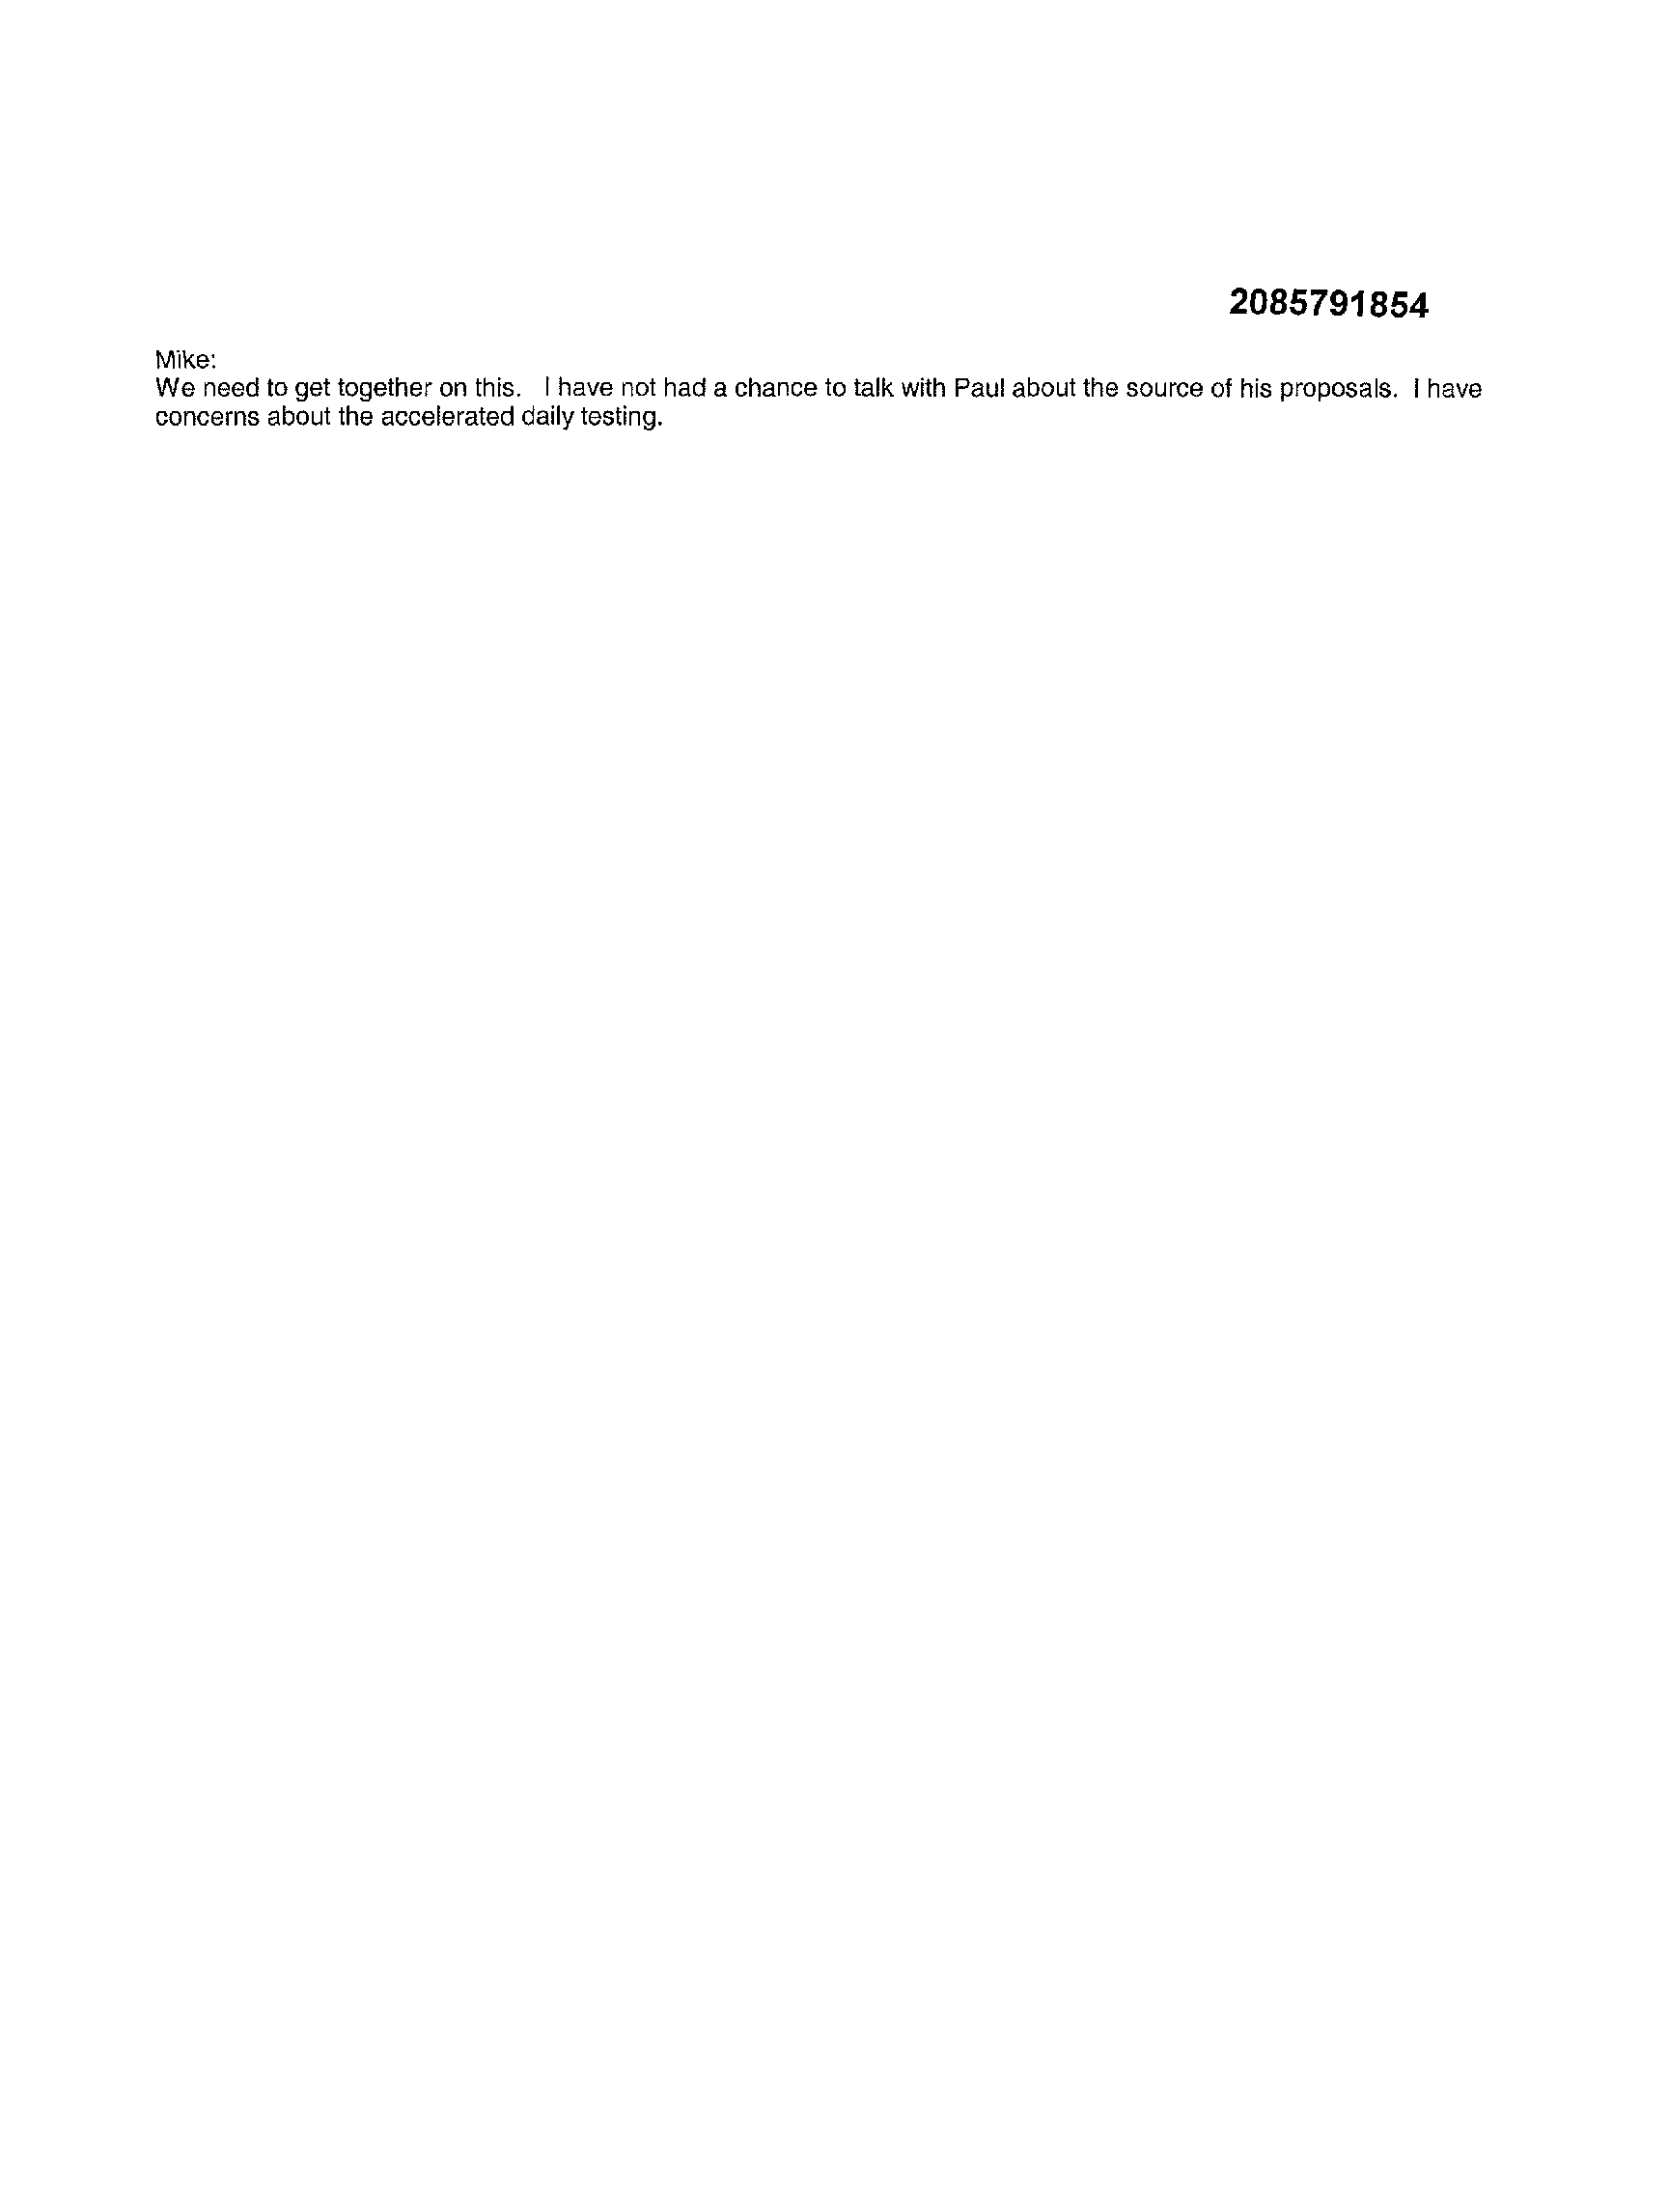 2085791854
Mike:
We need to get together on this.   I have not had a chance to talk with Paul about the source of his proposals.  I have
concerns about the accelerated daily testing.